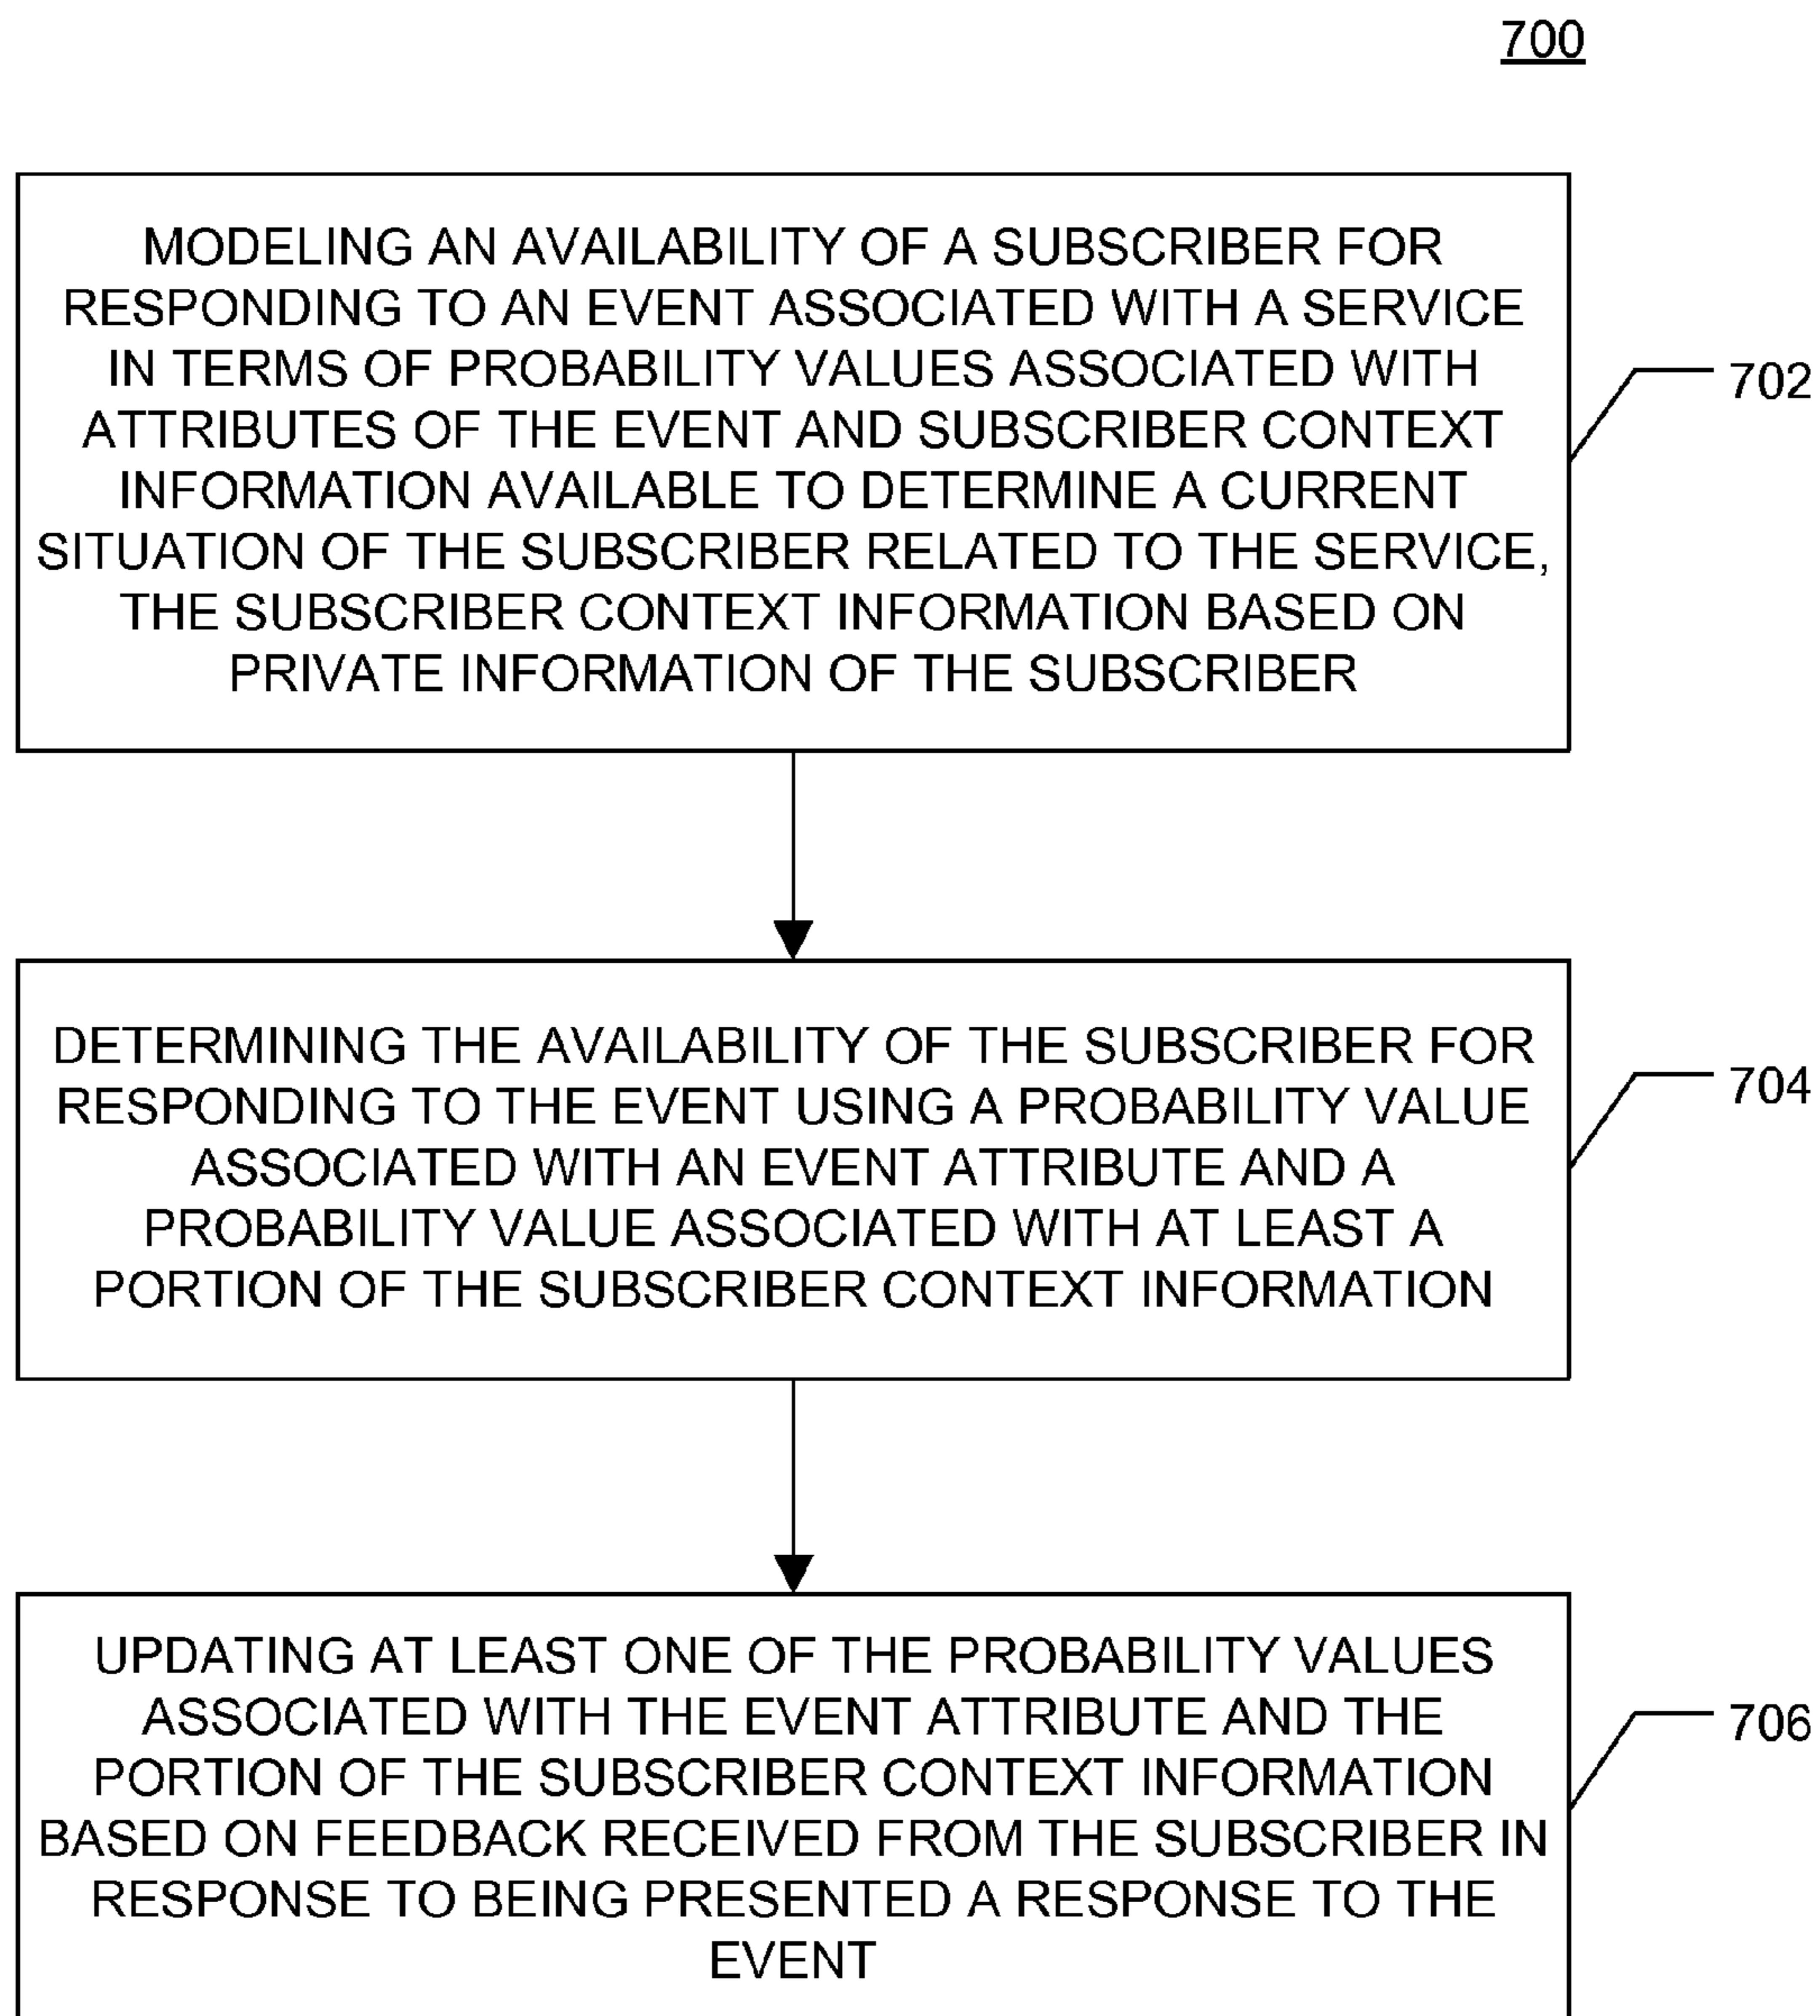 700
MODELING AN AVAILABILITY OF A SUBSCRIBER FOR
RESPONDING TO AN EVENT ASSOCIATED WITH A SERVICE
IN TERMS OF PROBABILITY VALUES ASSOCIATED WITH
ATTRIBUTES OF THE EVENT AND SUBSCRIBER CONTEXT
INFORMATION AVAILABLE TO DETERMINE A CURRENT
SITUATION OF THE SUBSCRIBER RELATED TO THE SERVICE,
THE SUBSCRIBER CONTEXT INFORMATION BASED ON
PRIVATE INFORMATION OF THE SUBSCRIBER
702
DETERMINING THE AVAILABILITY OF THE SUBSCRIBER FOR
RESPONDING TO THE EVENT USING A PROBABILITY VALUE
ASSOCIATED WITH AN EVENT ATTRIBUTE AND A
PROBABILITY VALUE ASSOCIATED WITH AT LEAST A
PORTION OF THE SUBSCRIBER CONTEXT INFORMATION
704
UPDATING AT LEAST ONE OF THE PROBABILITY VALUES
ASSOCIATED WITH THE EVENT ATTRIBUTE AND THE
PORTION OF THE SUBSCRIBER CONTEXT INFORMATION
BASED ON FEEDBACK RECEIVED FROM THE SUBSCRIBER IN
RESPONSE TO BEING PRESENTED A RESPONSE TO THE
EVENT
706